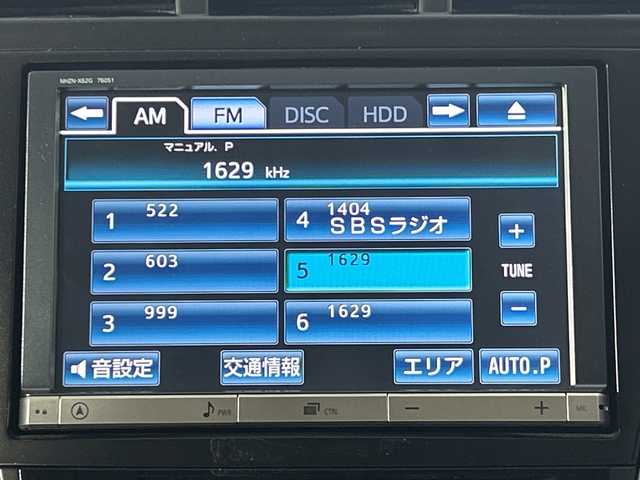 NHZN-X62G 76051
AM FM DISC HDD
マニュアル. P
1629 kHz
1 522
4 1404 SBSラジオ
+
2 603
5 1629
TUNE
3 999
6 1629
−
音設定 交通情報 エリア AUTO.P
PWR CTN. − + MIC